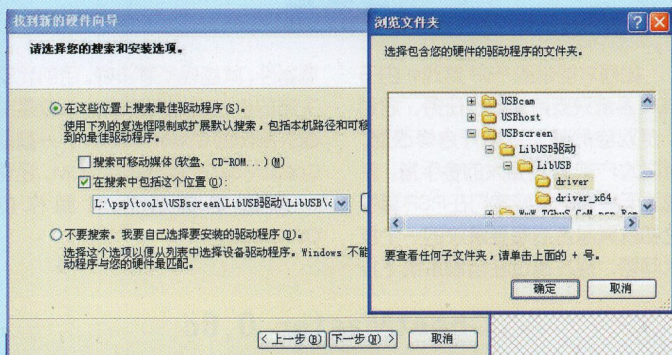 找到新的硬件向导
请选择您的搜索和安装选项。
在这些位置上搜索最佳驱动程序(S)。
使用下列的复选框限制或扩展默认搜索，包括本机路径和可移
到的最佳驱动程序。
搜索可移动媒体(软盘、CD-ROM...)(M)
在搜索中包括这个位置(O):
L:\psp\tools\USBscreen\LibUSB驱动\LibUSB\d
不要搜索。我要自己选择要安装的驱动程序(D)。
选择这个选项以便从列表中选择设备驱动程序。Windows 不能
动程序与您的硬件最匹配。
<上一步(B)
下一步(N) >
取消
浏览文件夹
选择包含您的硬件的驱动程序的文件夹。
USBcam
USBhost
USBscreen
LibUSB驱动
LibUSB
driver
driver_x64
要查看任何子文件夹，请单击上面的 + 号。
确定
取消